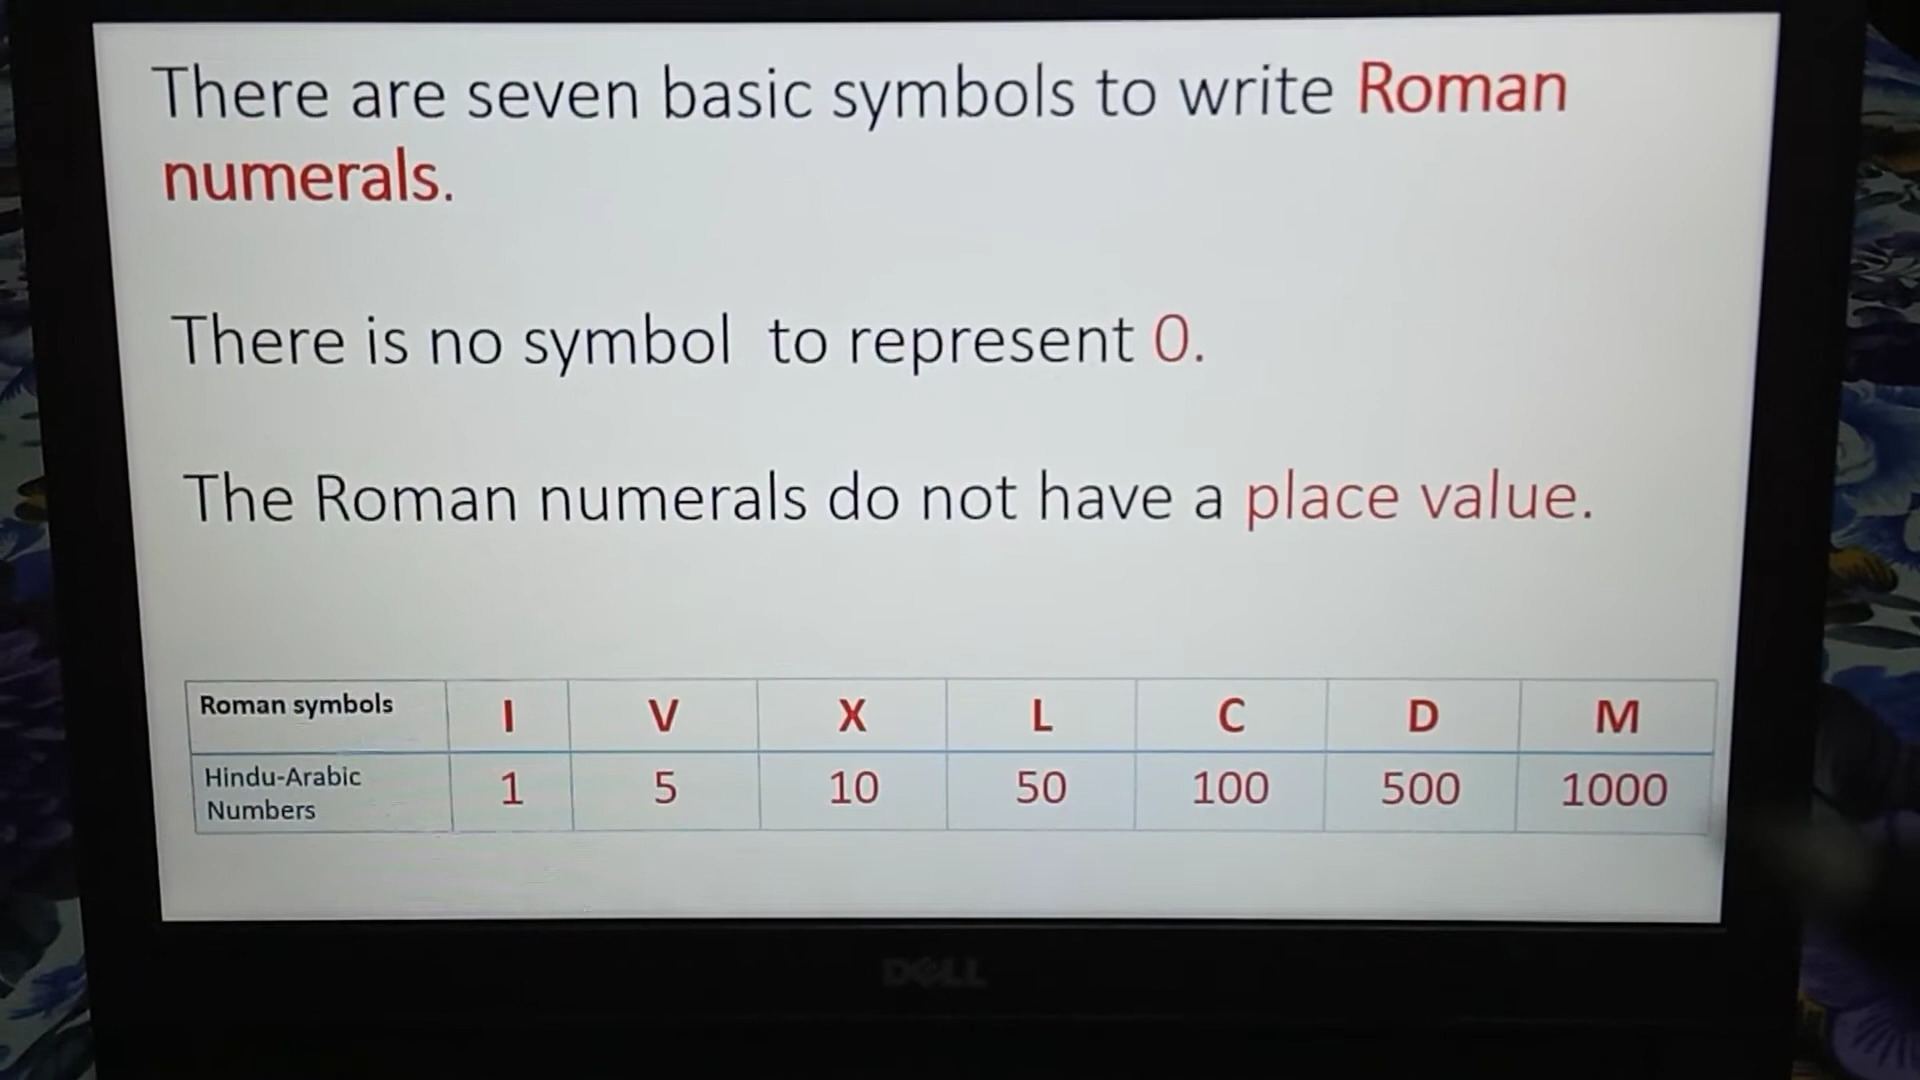 There are seven basic symbols to write Roman
numerals.
There is no symbol to represent 0.
The Roman numerals do not have a place value.
Roman symbols I V X L C D M
Hindu-Arabic
Numbers 1 5 10 50 100 500 1000
DELL